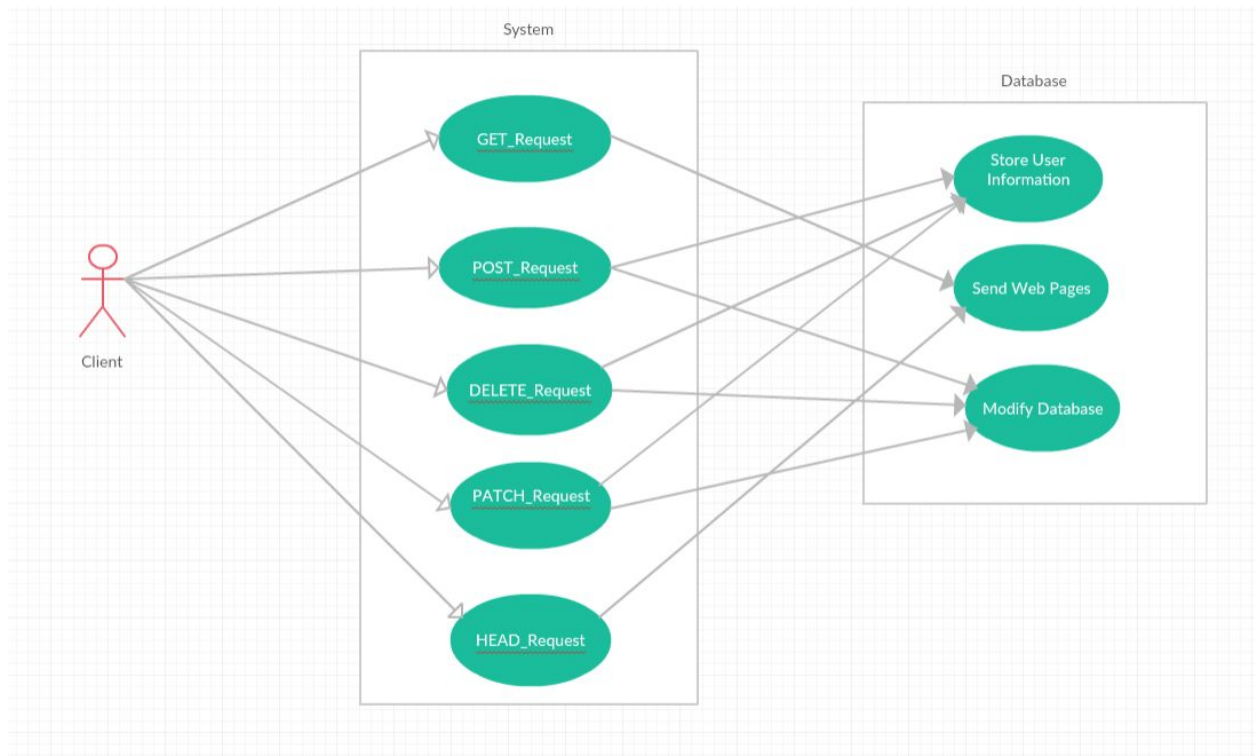 System
Database
GET_Request
Store User
Information
POST_Request
Send Web Pages
Client
DELETE_Request
Modify Database
PATCH_Request
HEAD_Request